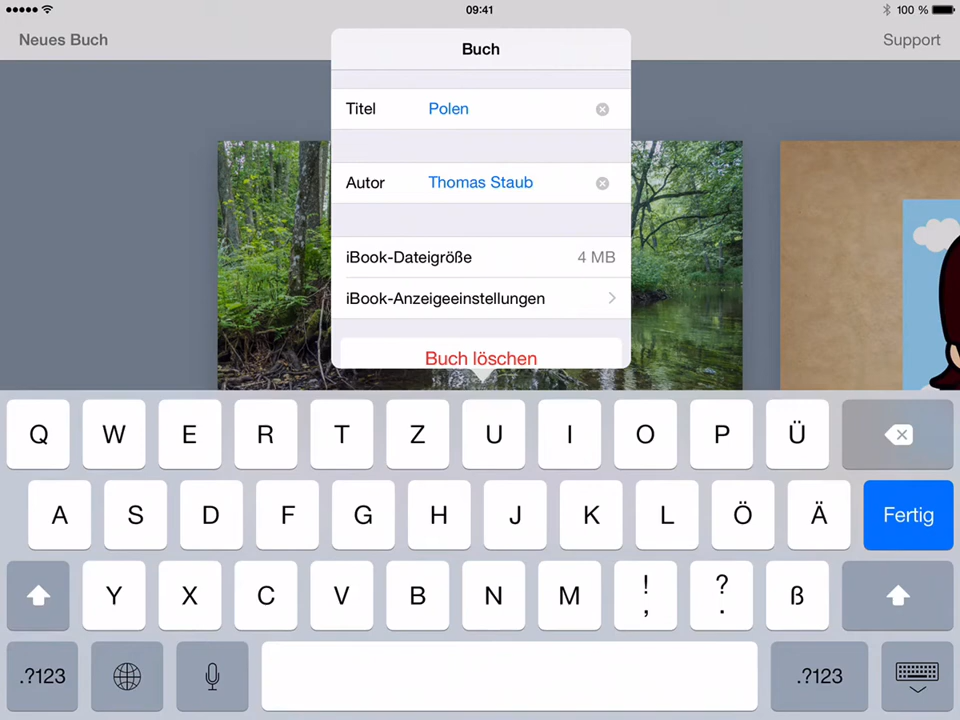 09:41
100 %
Neues Buch
Buch
Support
Titel Polen
Autor Thomas Staub
iBook-Dateigröße 4 MB
iBook-Anzeigeeinstellungen
Buch löschen
Q W E R T Z U I O P Ü
A S D F G H J K L Ö Ä Fertig
Y X C V B N M ! , ? . ß
.?123 .?123